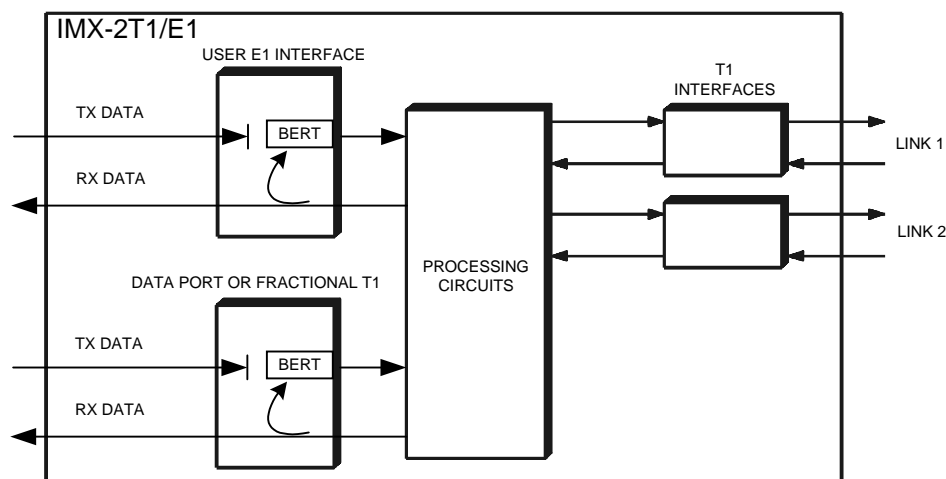 IMX-2T1/E1
USER E1 INTERFACE
T1
INTERFACES
TX DATA
BERT
LINK 1
RX DATA
LINK 2
PROCESSING
CIRCUITS
DATA PORT OR FRACTIONAL T1
TX DATA
BERT
RX DATA